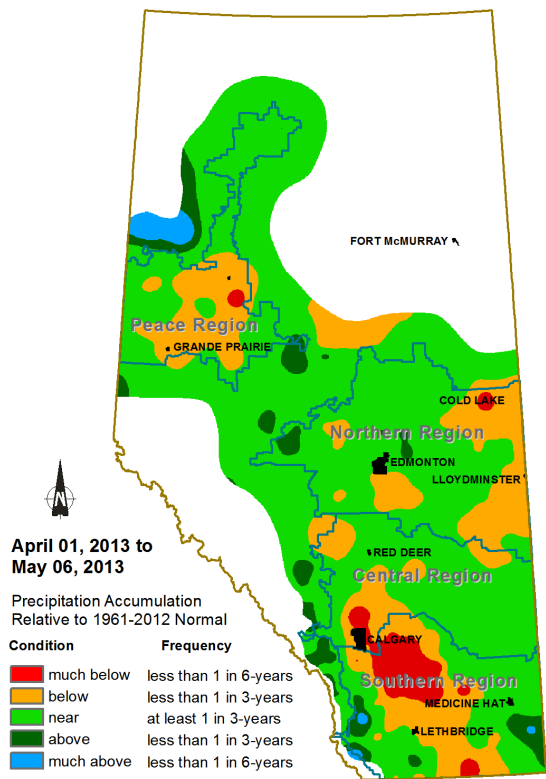 FORT McMURRAY
Peace Region
GRANDE PRAIRIE
COLD LAKE
Northern Region
EDMONTON
LLOYDMINSTER
N
April 01, 2013 to
May 06, 2013
RED DEER
Central Region
Precipitation Accumulation
Relative to 1961-2012 Normal
CALGARY
Condition Frequency
much below less than 1 in 6-years
below less than 1 in 3-years
near at least 1 in 3-years
above less than 1 in 3-years
much above less than 1 in 6-years
Southern Region
MEDICINE HAT
LETHBRIDGE